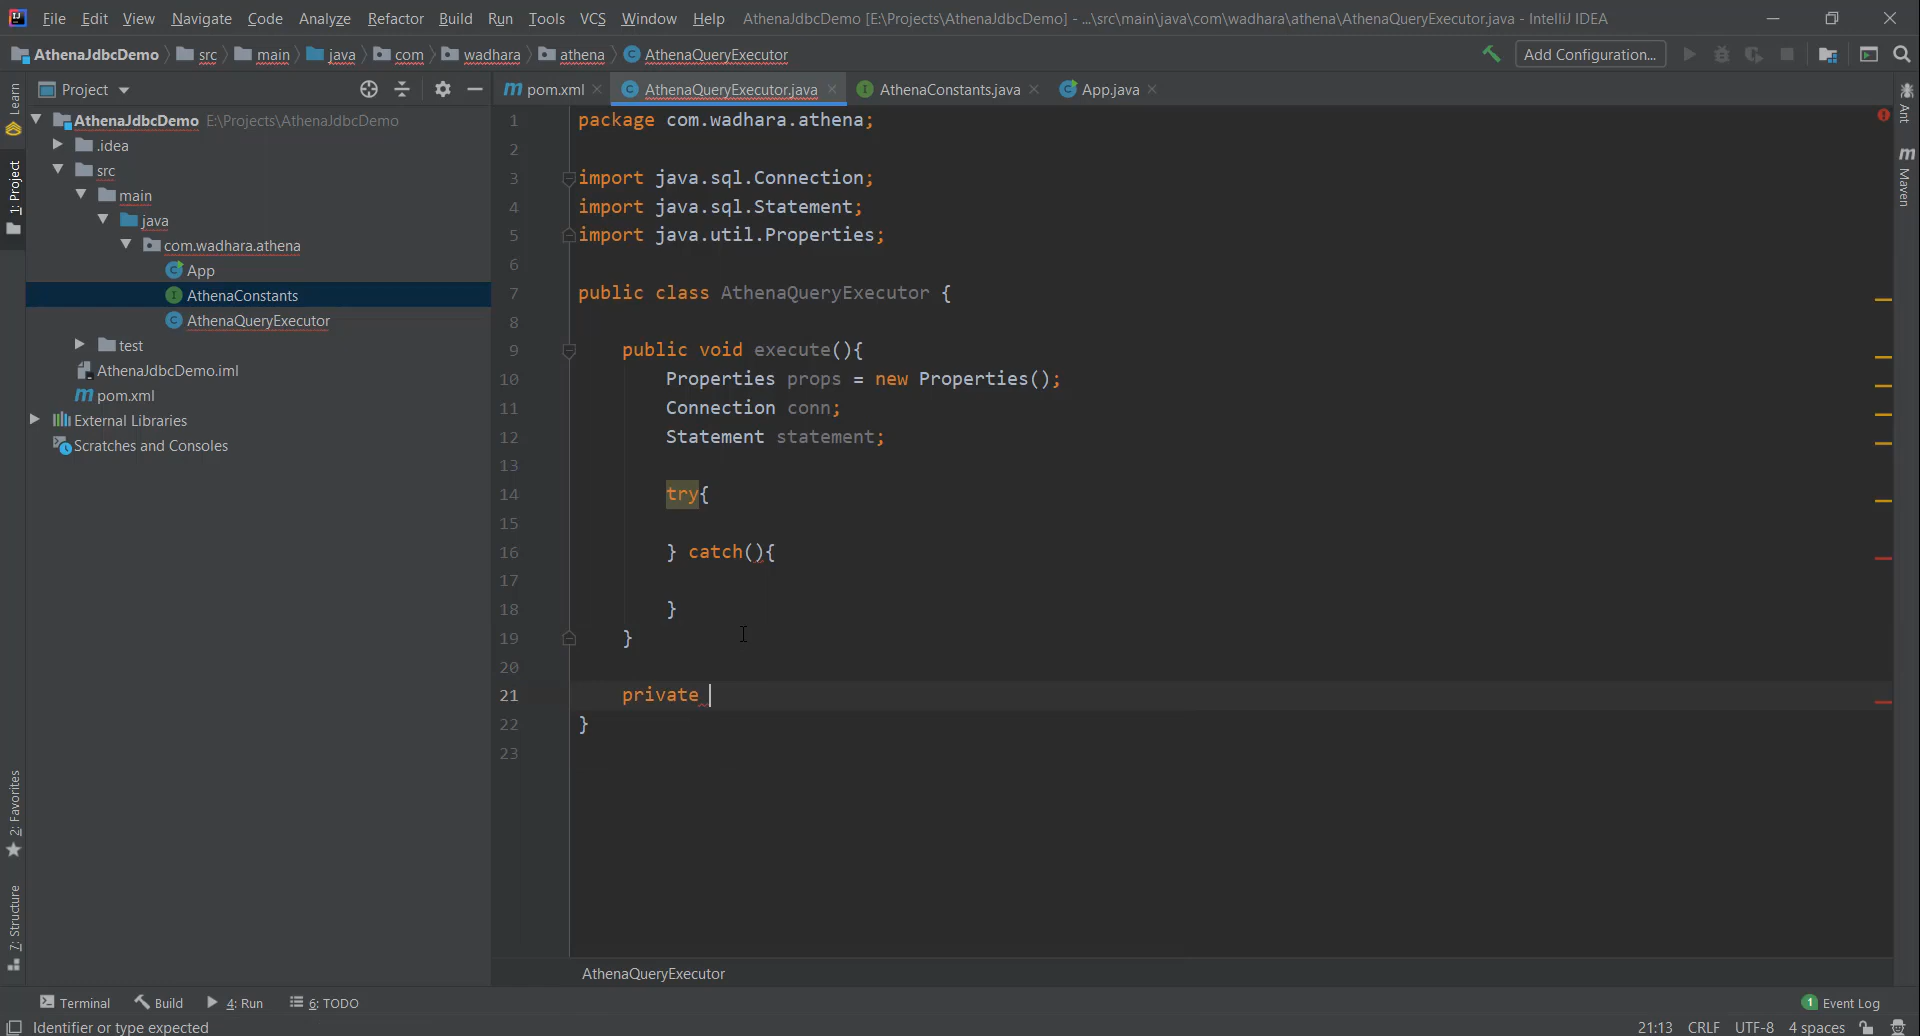 File Edit View Navigate Code Analyze Refactor Build Run Tools VCS Window Help AthenaJdbcDemo [E:\Projects\AthenaJdbcDemo] - ...\src\main\java\com\wadhara\athena\AthenaQueryExecutor.java - IntelliJ IDEA
AthenaJdbcDemo src main java com wadhara athena AthenaQueryExecutor Add Configuration...
Project
pom.xml AthenaQueryExecutor.java AthenaConstants.java App.java
Learn
1: Project
2: Favorites
7: Structure
AthenaJdbcDemo E:\Projects\AthenaJdbcDemo
.idea
src
main
java
com.wadhara.athena
App
AthenaConstants
AthenaQueryExecutor
test
AthenaJdbcDemo.iml
pom.xml
External Libraries
Scratches and Consoles
1 package com.wadhara.athena;
2
3 import java.sql.Connection;
4 import java.sql.Statement;
5 import java.util.Properties;
6
7 public class AthenaQueryExecutor {
8
9 public void execute(){
10 Properties props = new Properties();
11 Connection conn;
12 Statement statement;
13
14 try{
15
16 } catch(){
17
18 }
19 }
20
21 private
22 }
23
Ant
Maven
AthenaQueryExecutor
Terminal Build 4: Run 6: TODO 1 Event Log
Identifier or type expected 21:13 CRLF UTF-8 4 spaces